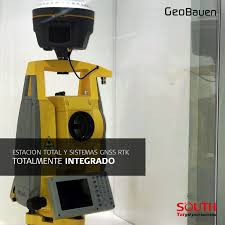 GeoBauen
ESTACION TOTAL Y SISTEMAS GNSS RTK
TOTALMENTE INTEGRADO
SOUTH